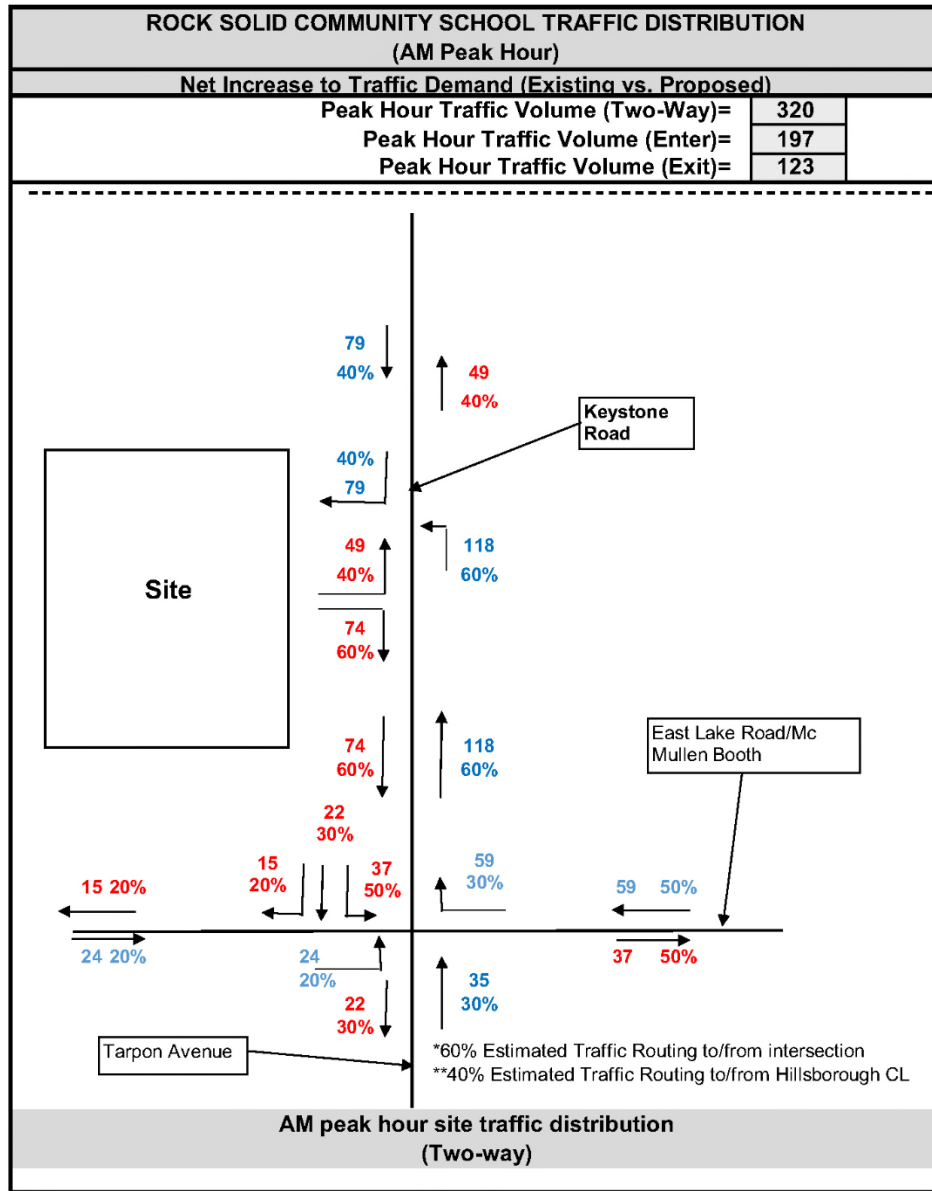 ROCK SOLID COMMUNITY SCHOOL TRAFFIC DISTRIBUTION
(AM Peak Hour)
Net Increase to Traffic Demand (Existing vs. Proposed)
Peak Hour Traffic Volume (Two-Way)= 320
Peak Hour Traffic Volume (Enter)= 197
Peak Hour Traffic Volume (Exit)= 123
79
40%
49
40%
Keystone
Road
40%
79
49
40%
118
60%
Site
74
60%
74
60%
118
60%
East Lake Road/Mc
Mullen Booth
22
30%
15
20%
37
50%
59
30%
15 20%
59 50%
24 20%
24
20%
37 50%
22
30%
35
30%
Tarpon Avenue
*60% Estimated Traffic Routing to/from intersection
**40% Estimated Traffic Routing to/from Hillsborough CL
AM peak hour site traffic distribution
(Two-way)